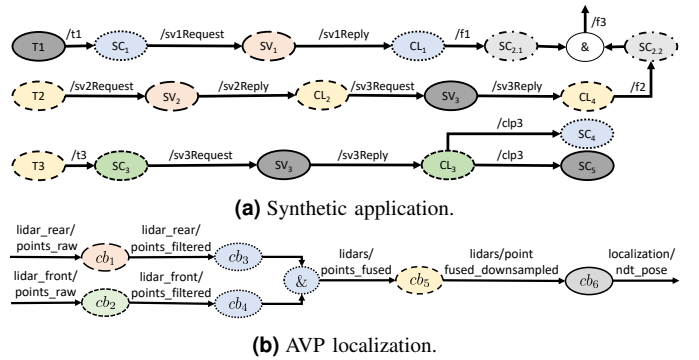 /f3
T1 /t1 SC1 /sv1Request SV1 /sv1Reply CL1 /f1 SC2.1 & SC2.2
T2 /sv2Request SV2 /sv2Reply CL2 /sv3Request SV3 /sv3Reply CL4 /f2
/clp3 SC4
T3 /t3 SC3 /sv3Request SV3 /sv3Reply CL3 /clp3 SC5
(a) Synthetic application.
lidar_rear/
points_raw
cb1
lidar_rear/
points_filtered
cb3
lidar_front/
points_raw
cb2
lidar_front/
points_filtered
cb4
&
lidars/
points_fused
cb5
lidars/point
fused_downsampled
cb6
localization/
ndt_pose
(b) AVP localization.